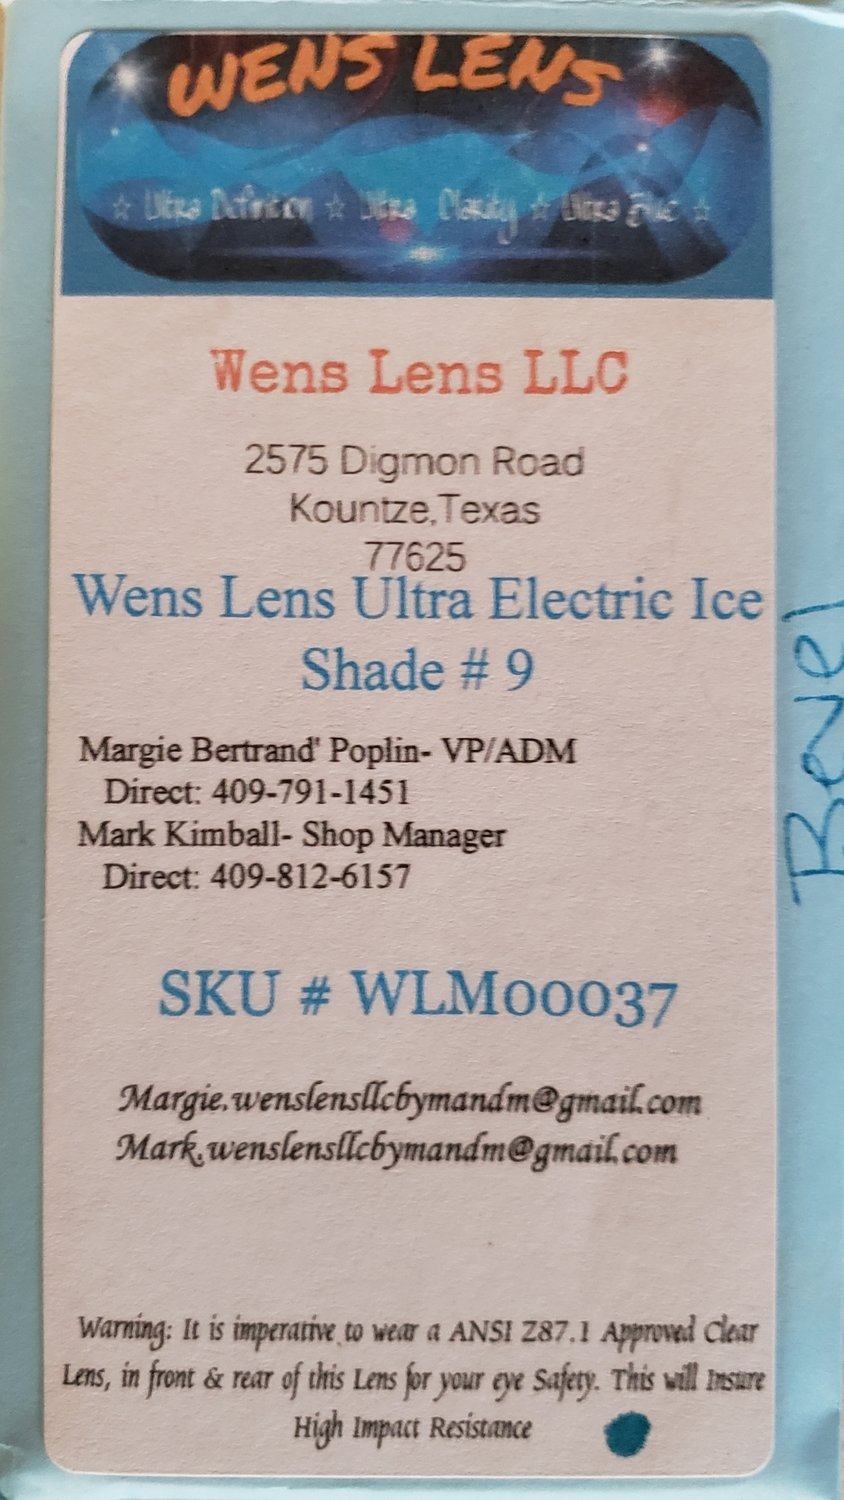 WENS LENS
☆ Ultra Definition ☆ Ultra Clarity ☆ Ultra Blue ☆
Wens Lens LLC
2575 Digmon Road
Kountze,Texas
77625
Wens Lens Ultra Electric Ice
Shade # 9
Margie Bertrand' Poplin- VP/ADM
Direct: 409-791-1451
Mark Kimball- Shop Manager
Direct: 409-812-6157
SKU # WLM00037
Margie.wenslensllcbymandm@gmail.com
Mark.wenslensllcbymandm@gmail.com
Warning: It is imperative to wear a ANSI Z87.1 Approved Clear
Lens, in front & rear of this Lens for your eye Safety. This will Insure
High Impact Resistance